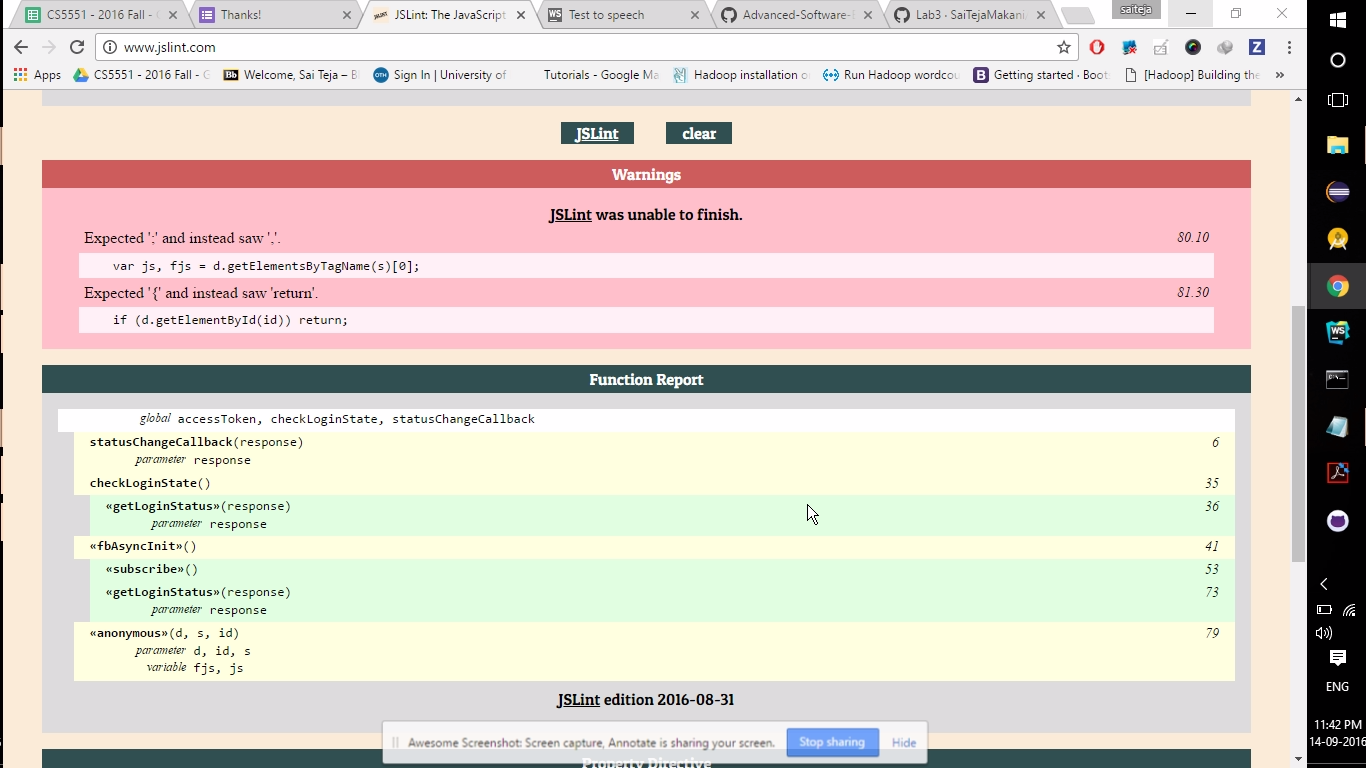 CS5551 - 2016 Fall -
Thanks!
JSLint: The JavaScript
Test to speech
Advanced-Software-
Lab3 - SaiTejaMakani
saiteja
www.jslint.com
Apps
CS5551 - 2016 Fall -
Bb Welcome, Sai Teja –
OTH Sign In | University of
Tutorials - Google Ma
Hadoop installation o
Run Hadoop wordcou
B Getting started · Boot
[Hadoop] Building the
»
JSLint
clear
Warnings
JSLint was unable to finish.
Expected ';' and instead saw ','.
80.10
var js, fjs = d.getElementsByTagName(s)[0];
Expected '{' and instead saw 'return'.
81.30
if (d.getElementById(id)) return;
Function Report
global accessToken, checkLoginState, statusChangeCallback
statusChangeCallback(response)
6
parameter response
checkLoginState()
35
«getLoginStatus»(response)
36
parameter response
«fbAsyncInit»()
41
«subscribe»()
53
«getLoginStatus»(response)
73
parameter response
«anonymous»(d, s, id)
79
parameter d, id, s
variable fjs, js
JSLint edition 2016-08-31
Awesome Screenshot: Screen capture, Annotate is sharing your screen.
Stop sharing
Hide
Property Directive
WS
ENG
11:42 PM
14-09-2016